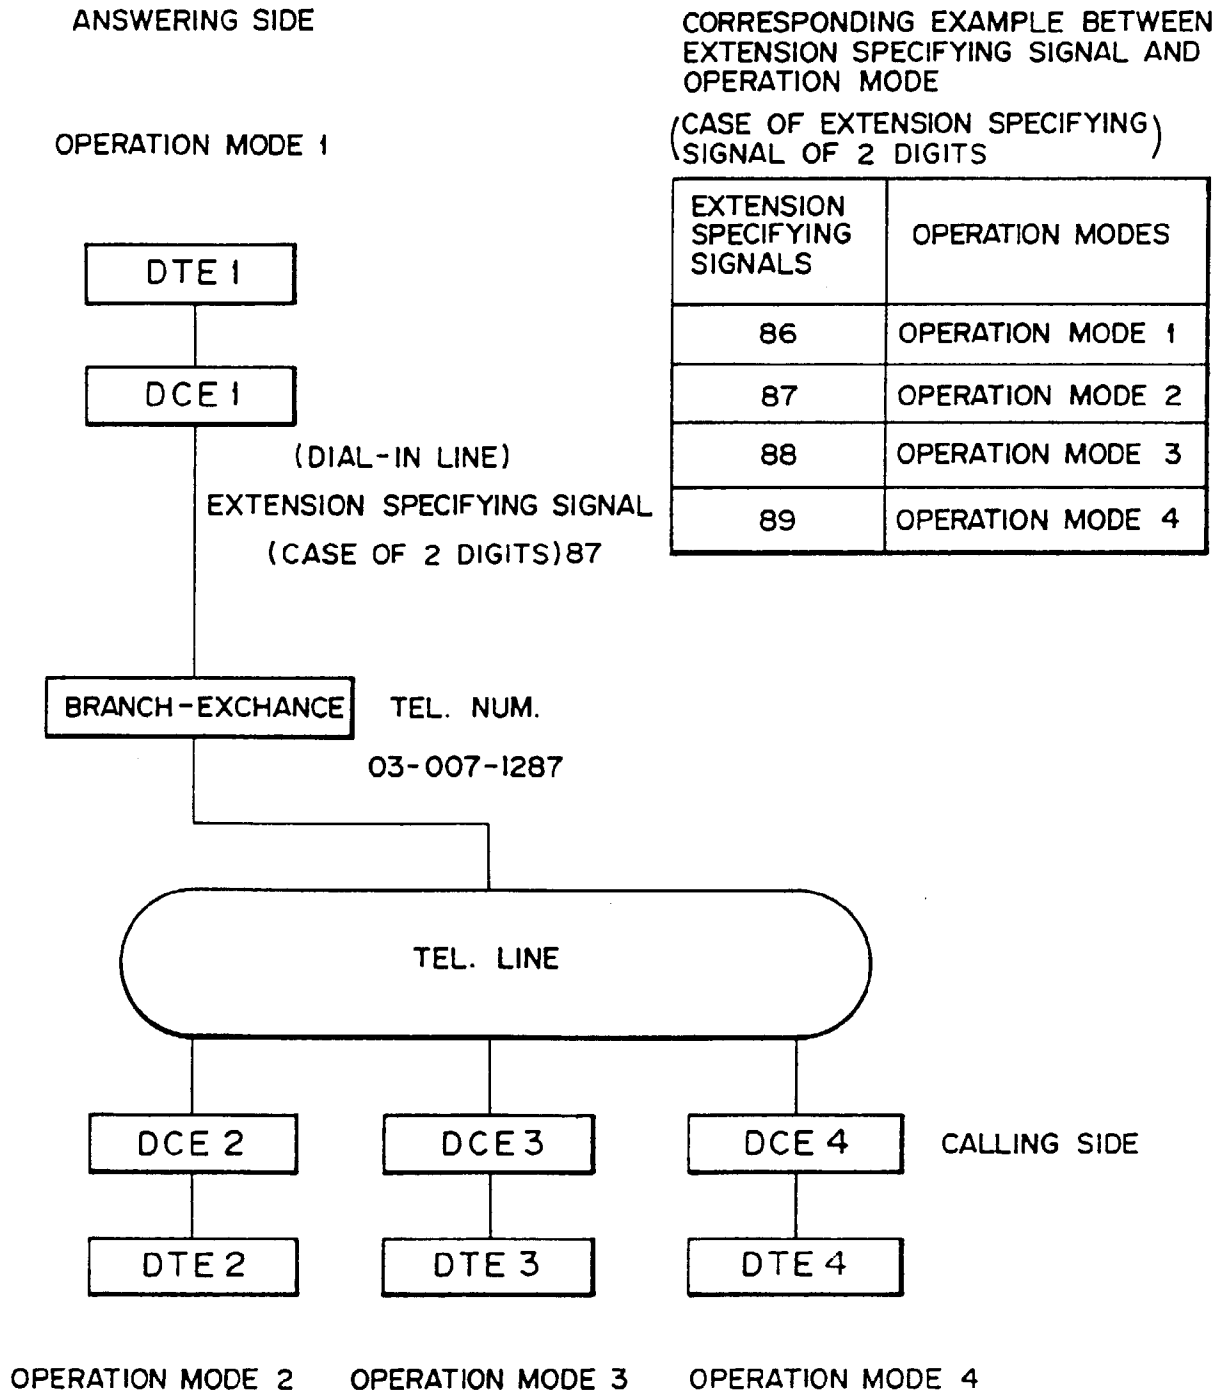 ANSWERING SIDE
OPERATION MODE 1
DTE 1
DCE 1
(DIAL-IN LINE)
EXTENSION SPECIFYING SIGNAL
(CASE OF 2 DIGITS) 87
BRANCH-EXCHANCE
TEL. NUM.
03-007-1287
TEL. LINE
DCE 2
DCE 3
DCE 4
CALLING SIDE
DTE 2
DTE 3
DTE 4
OPERATION MODE 2
OPERATION MODE 3
OPERATION MODE 4
CORRESPONDING EXAMPLE BETWEEN
EXTENSION SPECIFYING SIGNAL AND
OPERATION MODE
(CASE OF EXTENSION SPECIFYING
SIGNAL OF 2 DIGITS)
EXTENSION
SPECIFYING
SIGNALS
OPERATION MODES
86 OPERATION MODE 1
87 OPERATION MODE 2
88 OPERATION MODE 3
89 OPERATION MODE 4